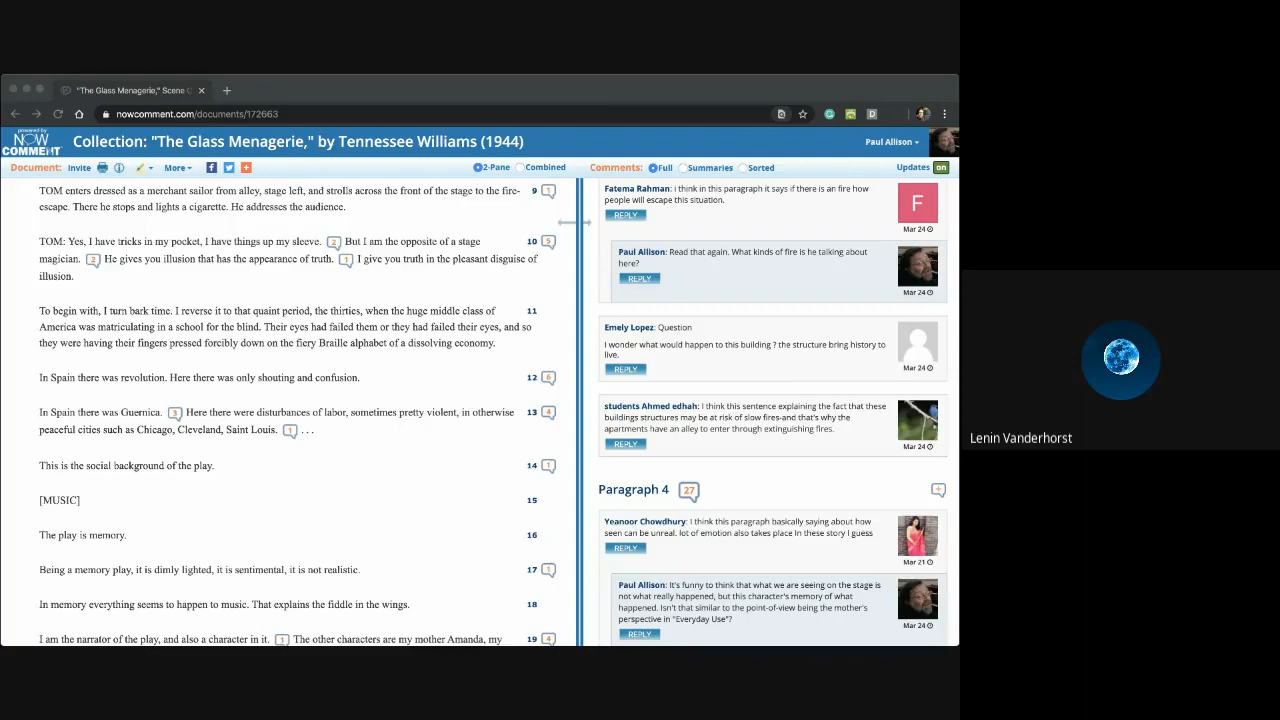 "The Glass Menagerie," Scene O
nowcomment.com/documents/172663
powered by
NOW
COMMENT
Collection: "The Glass Menagerie," by Tennessee Williams (1944)
Paul Allison
Document: Invite More 2-Pane Combined
Comments: Full Summaries Sorted Updates on
TOM enters dressed as a merchant sailor from alley, stage left, and strolls across the front of the stage to the fire- 9 1
escape. There he stops and lights a cigarette. He addresses the audience.
TOM: Yes, I have tricks in my pocket, I have things up my sleeve. 2 But I am the opposite of a stage 10 5
magician. 2 He gives you illusion that has the appearance of truth. 1 I give you truth in the pleasant disguise of
illusion.
To begin with, I turn bark time. I reverse it to that quaint period, the thirties, when the huge middle class of 11
America was matriculating in a school for the blind. Their eyes had failed them or they had failed their eyes, and so
they were having their fingers pressed forcibly down on the fiery Braille alphabet of a dissolving economy.
In Spain there was revolution. Here there was only shouting and confusion. 12 6
In Spain there was Guernica. 3 Here there were disturbances of labor, sometimes pretty violent, in otherwise 13 4
peaceful cities such as Chicago, Cleveland, Saint Louis. 1 . . .
This is the social background of the play. 14 1
[MUSIC] 15
The play is memory. 16
Being a memory play, it is dimly lighted, it is sentimental, it is not realistic. 17 1
In memory everything seems to happen to music. That explains the fiddle in the wings. 18
I am the narrator of the play, and also a character in it. 1 The other characters are my mother Amanda, my 19 4
Fatema Rahman: i think in this paragraph it says if there is an fire how
people will escape this situation.
REPLY
F
Mar 24
Paul Allison: Read that again. What kinds of fire is he talking about
here?
REPLY
Mar 24
Emely Lopez: Question
I wonder what would happen to this building ? the structure bring history to
live.
REPLY
Mar 24
students Ahmed edhah: I think this sentence explaining the fact that these
buildings structures may be at risk of slow fires-and that's why the
apartments have an alley to enter through extinguishing fires.
REPLY
Mar 24
Paragraph 4 27
Yeanoor Chowdhury: I think this paragraph basically saying about how
seen can be unreal. lot of emotion also takes place In these story I guess
REPLY
Mar 21
Paul Allison: It's funny to think that what we are seeing on the stage is
not what really happened, but this character's memory of what
happened. Isn't that similar to the point-of-view being the mother's
perspective in "Everyday Use"?
REPLY
Mar 24
Lenin Vanderhorst